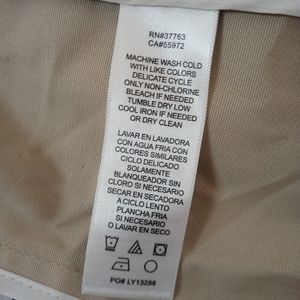 RN#37763
CA#55972
MACHINE WASH COLD
WITH LIKE COLORS
DELICATE CYCLE
ONLY NON-CHLORINE
BLEACH IF NEEDED
TUMBLE DRY LOW
COOL IRON IF NEEDED
OR DRY CLEAN
LAVAR EN LAVADORA
CON AGUA FRIA CON
COLORES SIMILARES
CICLO DELICADO
SOLAMENTE
BLANQUEADOR SIN
CLORO SI NECESARIO
SECAR EN SECADORA
A CICLO LENTO
PLANCHA FRIA
SI NECESARIO
O LAVAR EN SECO
PO# LY13288